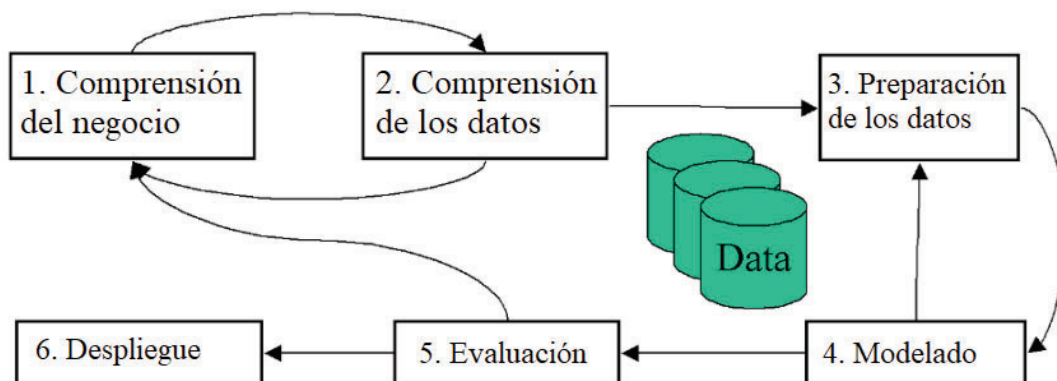 1. Comprensión
del negocio
2. Comprensión
de los datos
3. Preparación
de los datos
Data
6. Despliegue
5. Evaluación
4. Modelado